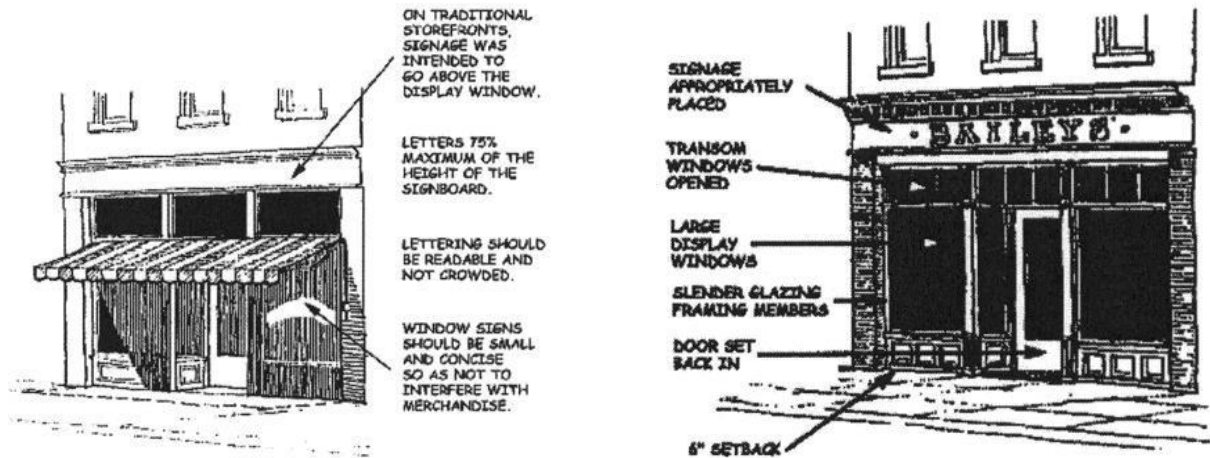 ON TRADITIONAL
STOREFRONTS,
SIGNAGE WAS
INTENDED TO
GO ABOVE THE
DISPLAY WINDOW.
LETTERS 75%
MAXIMUM OF THE
HEIGHT OF THE
SIGNBOARD.
LETTERING SHOULD
BE READABLE AND
NOT CROWDED.
WINDOW SIGNS
SHOULD BE SMALL
AND CONCISE
SO AS NOT TO
INTERFERE WITH
MERCHANDISE.
SIGNAGE
APPROPRIATELY
PLACED
· BAILEYS ·
TRANSOM
WINDOWS
OPENED
LARGE
DISPLAY
WINDOWS
SLENDER GLAZING
FRAMING MEMBERS
DOOR SET
BACK IN
6" SETBACK